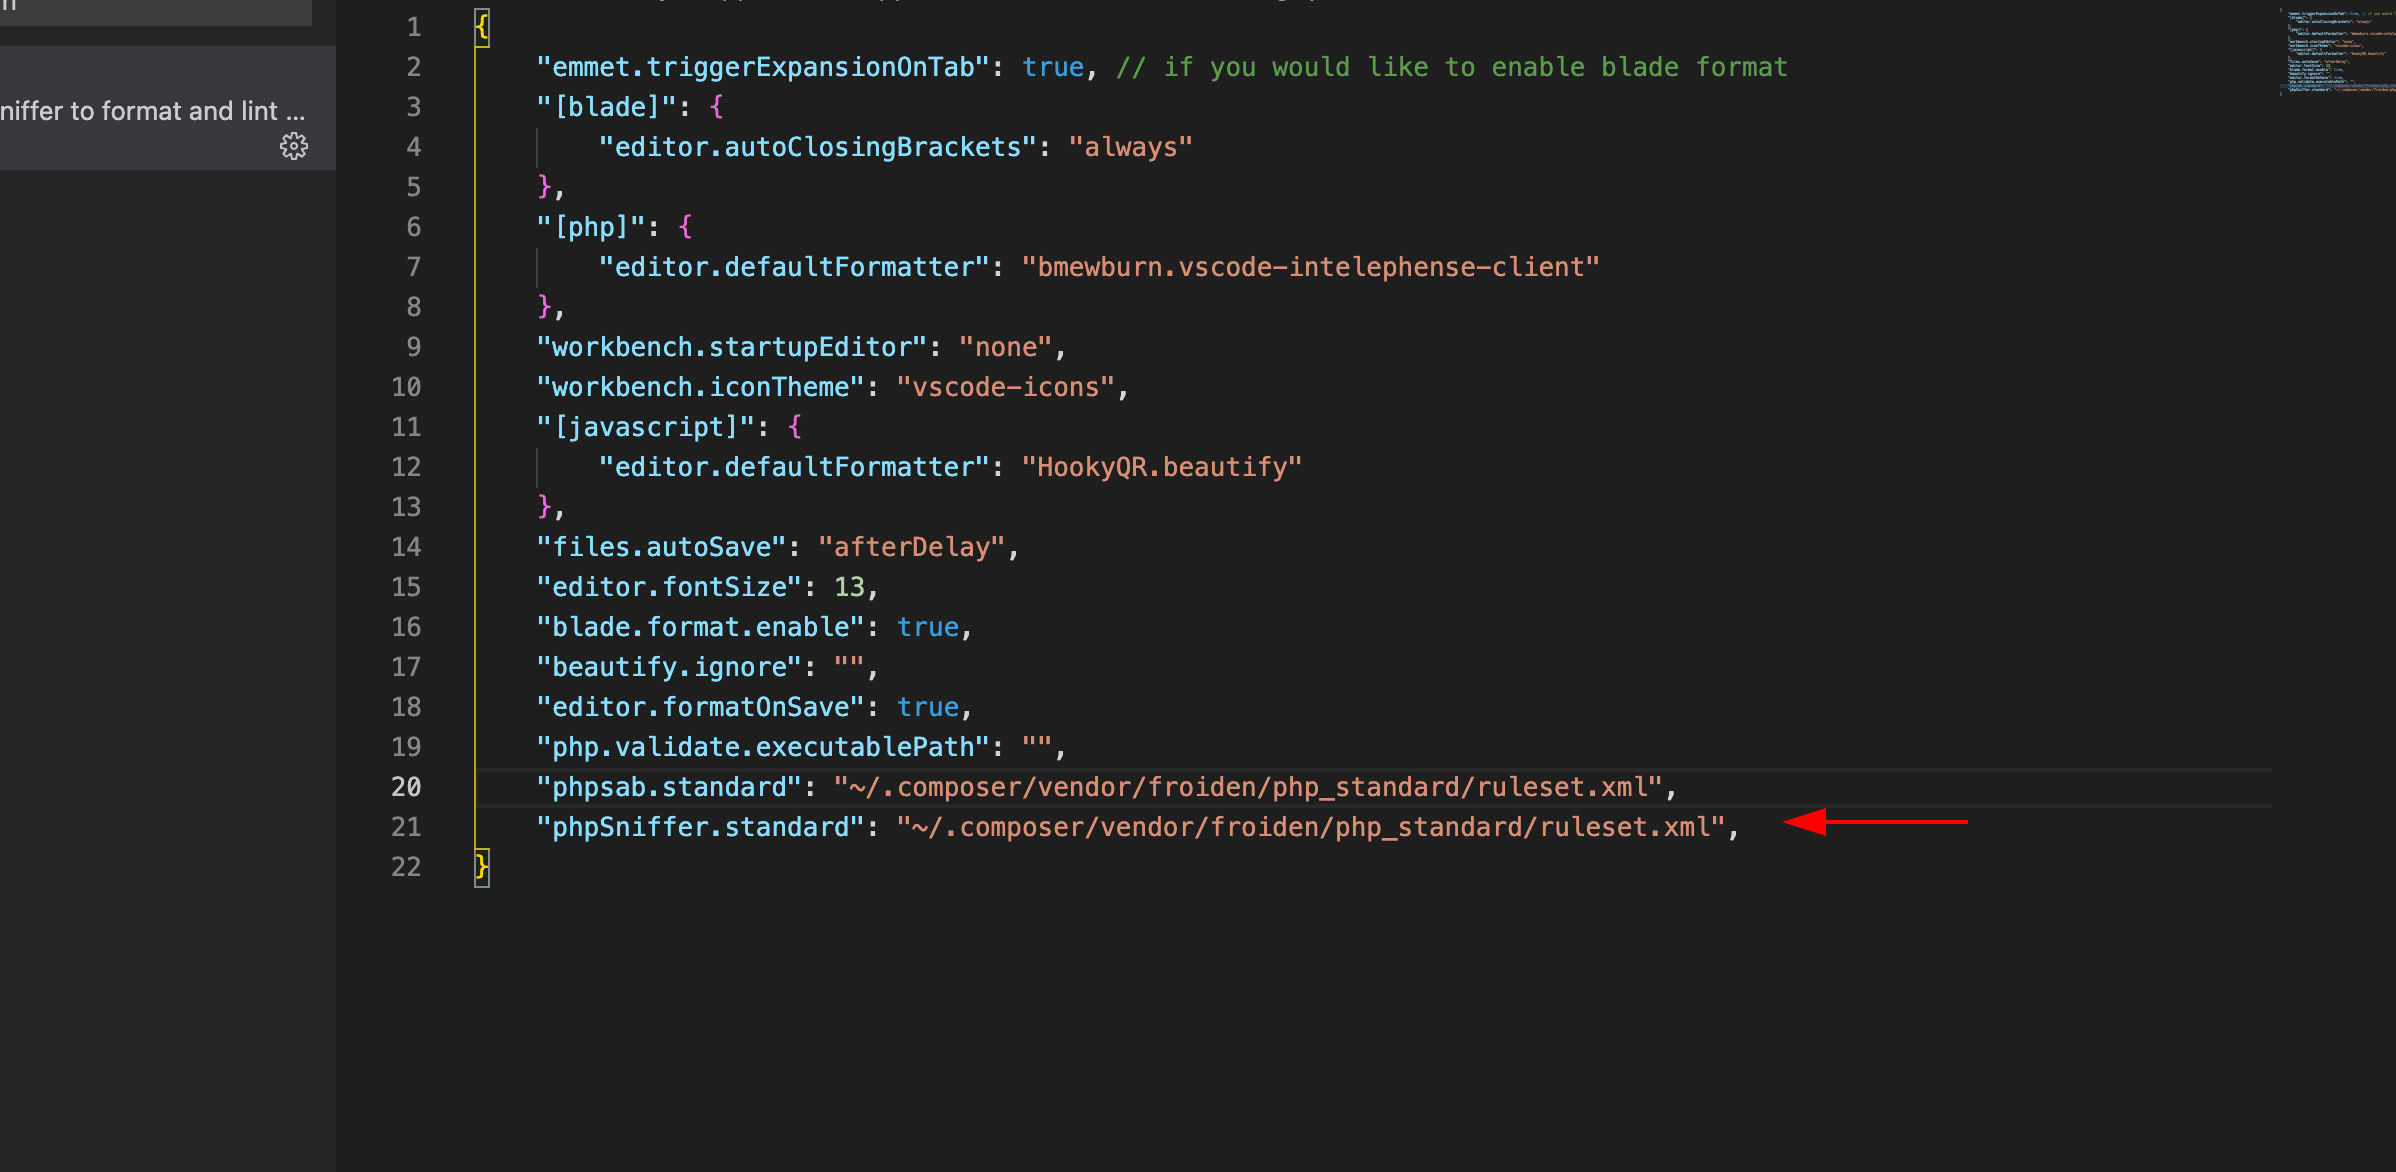 {
"emmet.triggerExpansionOnTab": true, // if you would like to enable blade format
"[blade]": {
"editor.autoClosingBrackets": "always"
},
"[php]": {
"editor.defaultFormatter": "bmewburn.vscode-intelephense-client"
},
"workbench.startupEditor": "none",
"workbench.iconTheme": "vscode-icons",
"[javascript]": {
"editor.defaultFormatter": "HookyQR.beautify"
},
"files.autoSave": "afterDelay",
"editor.fontSize": 13,
"blade.format.enable": true,
"beautify.ignore": "",
"editor.formatOnSave": true,
"php.validate.executablePath": "",
"phpsab.standard": "~/.composer/vendor/froiden/php_standard/ruleset.xml",
"phpSniffer.standard": "~/.composer/vendor/froiden/php_standard/ruleset.xml",
}
1
2
3
4
5
6
7
8
9
10
11
12
13
14
15
16
17
18
19
20
21
22
niffer to format and lint ...